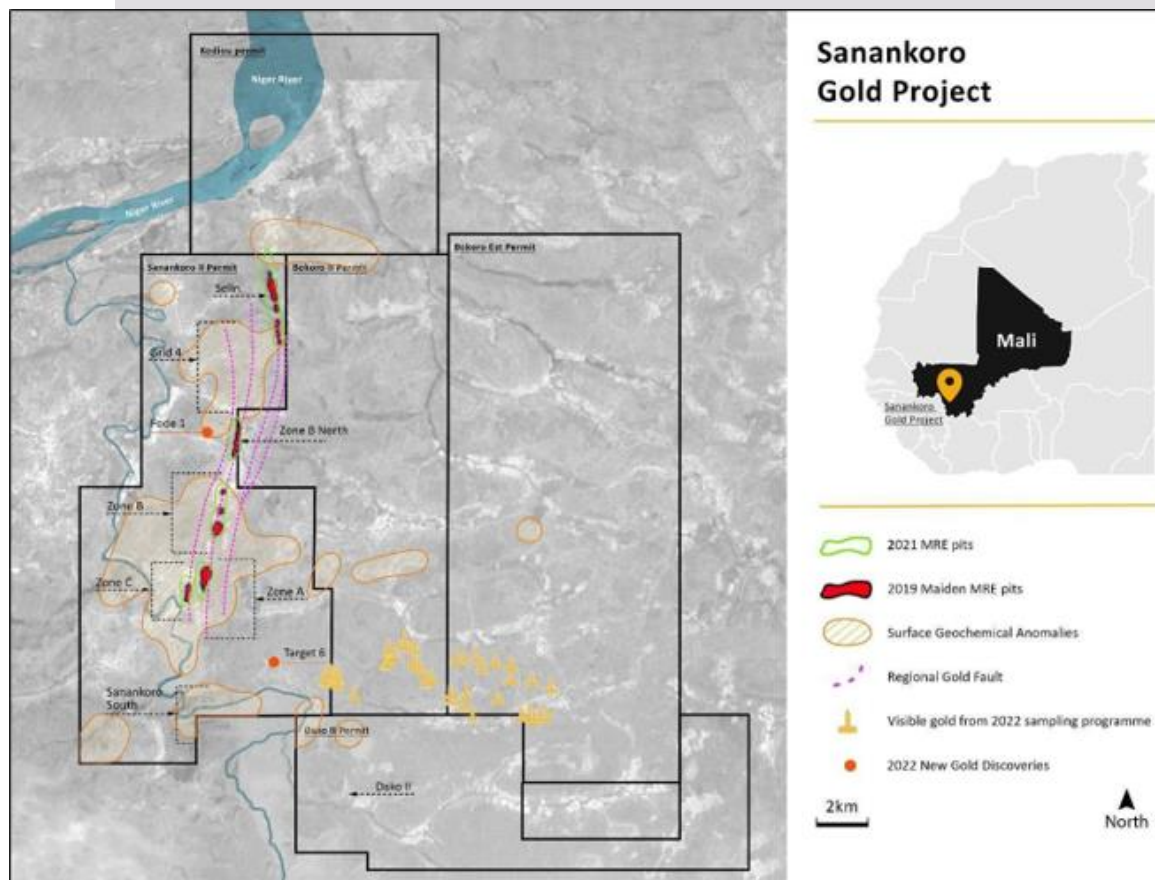 Kodiou permit
Niger River
Niger River
Sanankoro II Permit
Bokoro II Permit
Bokoro Est Permit
Selin
Grid 4
Fode 1
Zone B North
Zone B
Zone C
Zone A
Target 6
Sanankoro
South
Dako II Permit
Dako II
Sanankoro
Gold Project
Mali
Sanankoro
Gold Project
2021 MRE pits
2019 Maiden MRE pits
Surface Geochemical Anomalies
Regional Gold Fault
Visible gold from 2022 sampling programme
2022 New Gold Discoveries
2km
North